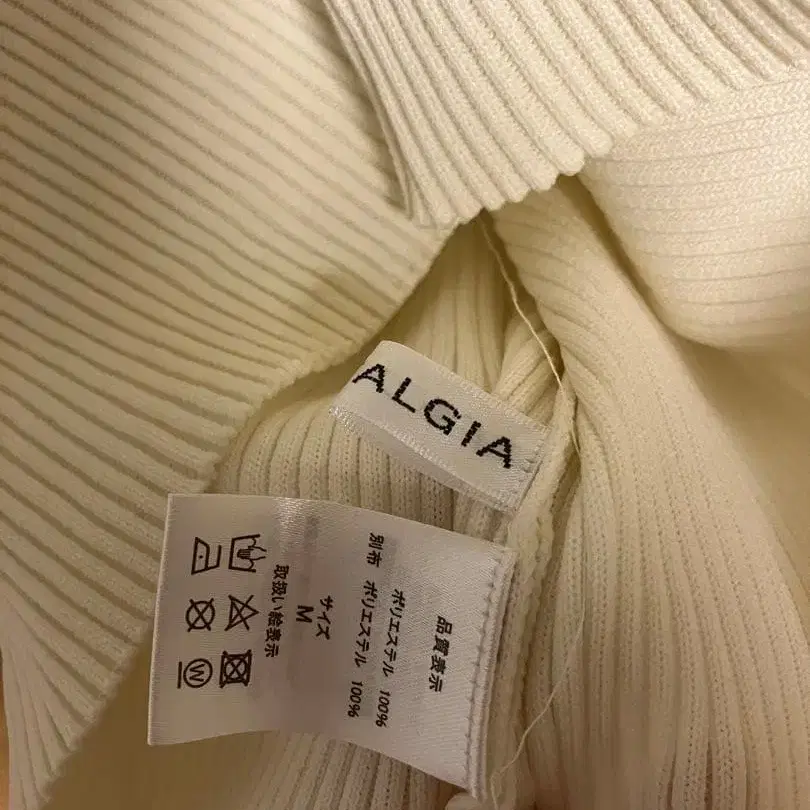 ALGIA
品質表示
ポリエステル 100%
別布 ポリエステル 100%
サイズ
M
取扱い絵表示
W